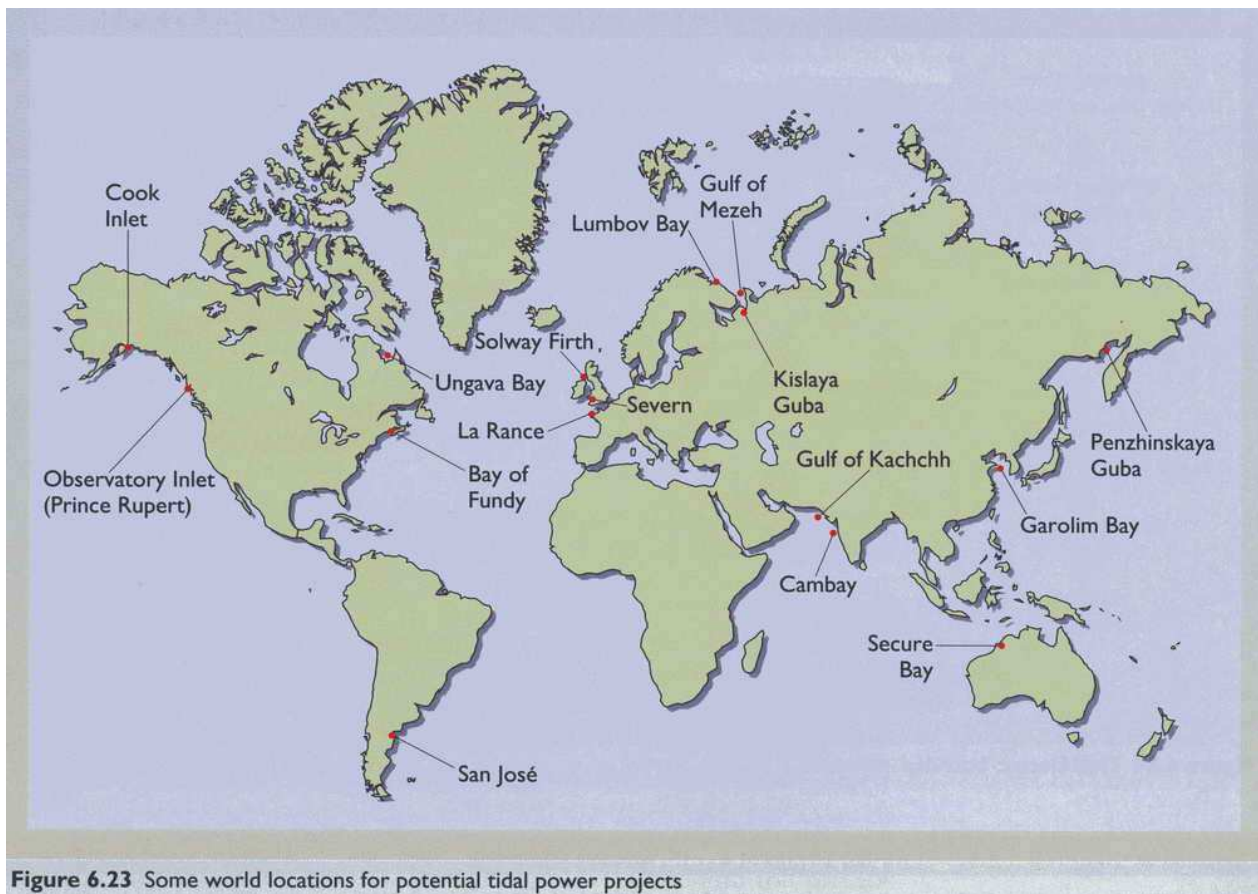 Cook
Inlet
Gulf of
Mezeh
Lumbov Bay
Solway Firth
Ungava Bay
Severn
Kislaya
Guba
La Rance
Penzhinskaya
Guba
Gulf of Kachchh
Bay of
Fundy
Observatory Inlet
(Prince Rupert)
Garolim Bay
Cambay
Secure
Bay
San José
Figure 6.23 Some world locations for potential tidal power projects